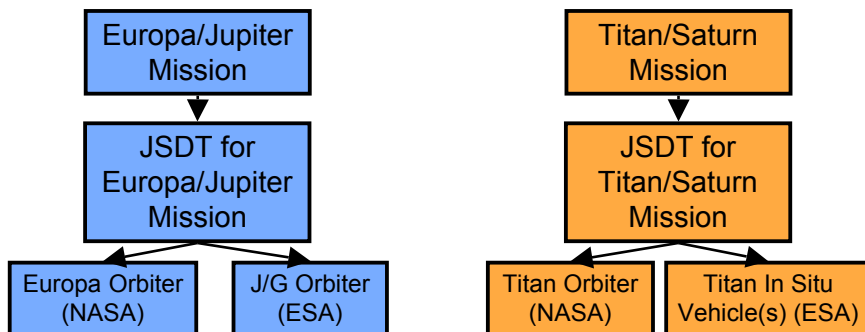 Europa/Jupiter
Mission
JSDT for
Europa/Jupiter
Mission
Europa Orbiter
(NASA)
J/G Orbiter
(ESA)
Titan/Saturn
Mission
JSDT for
Titan/Saturn
Mission
Titan Orbiter
(NASA)
Titan In Situ
Vehicle(s) (ESA)